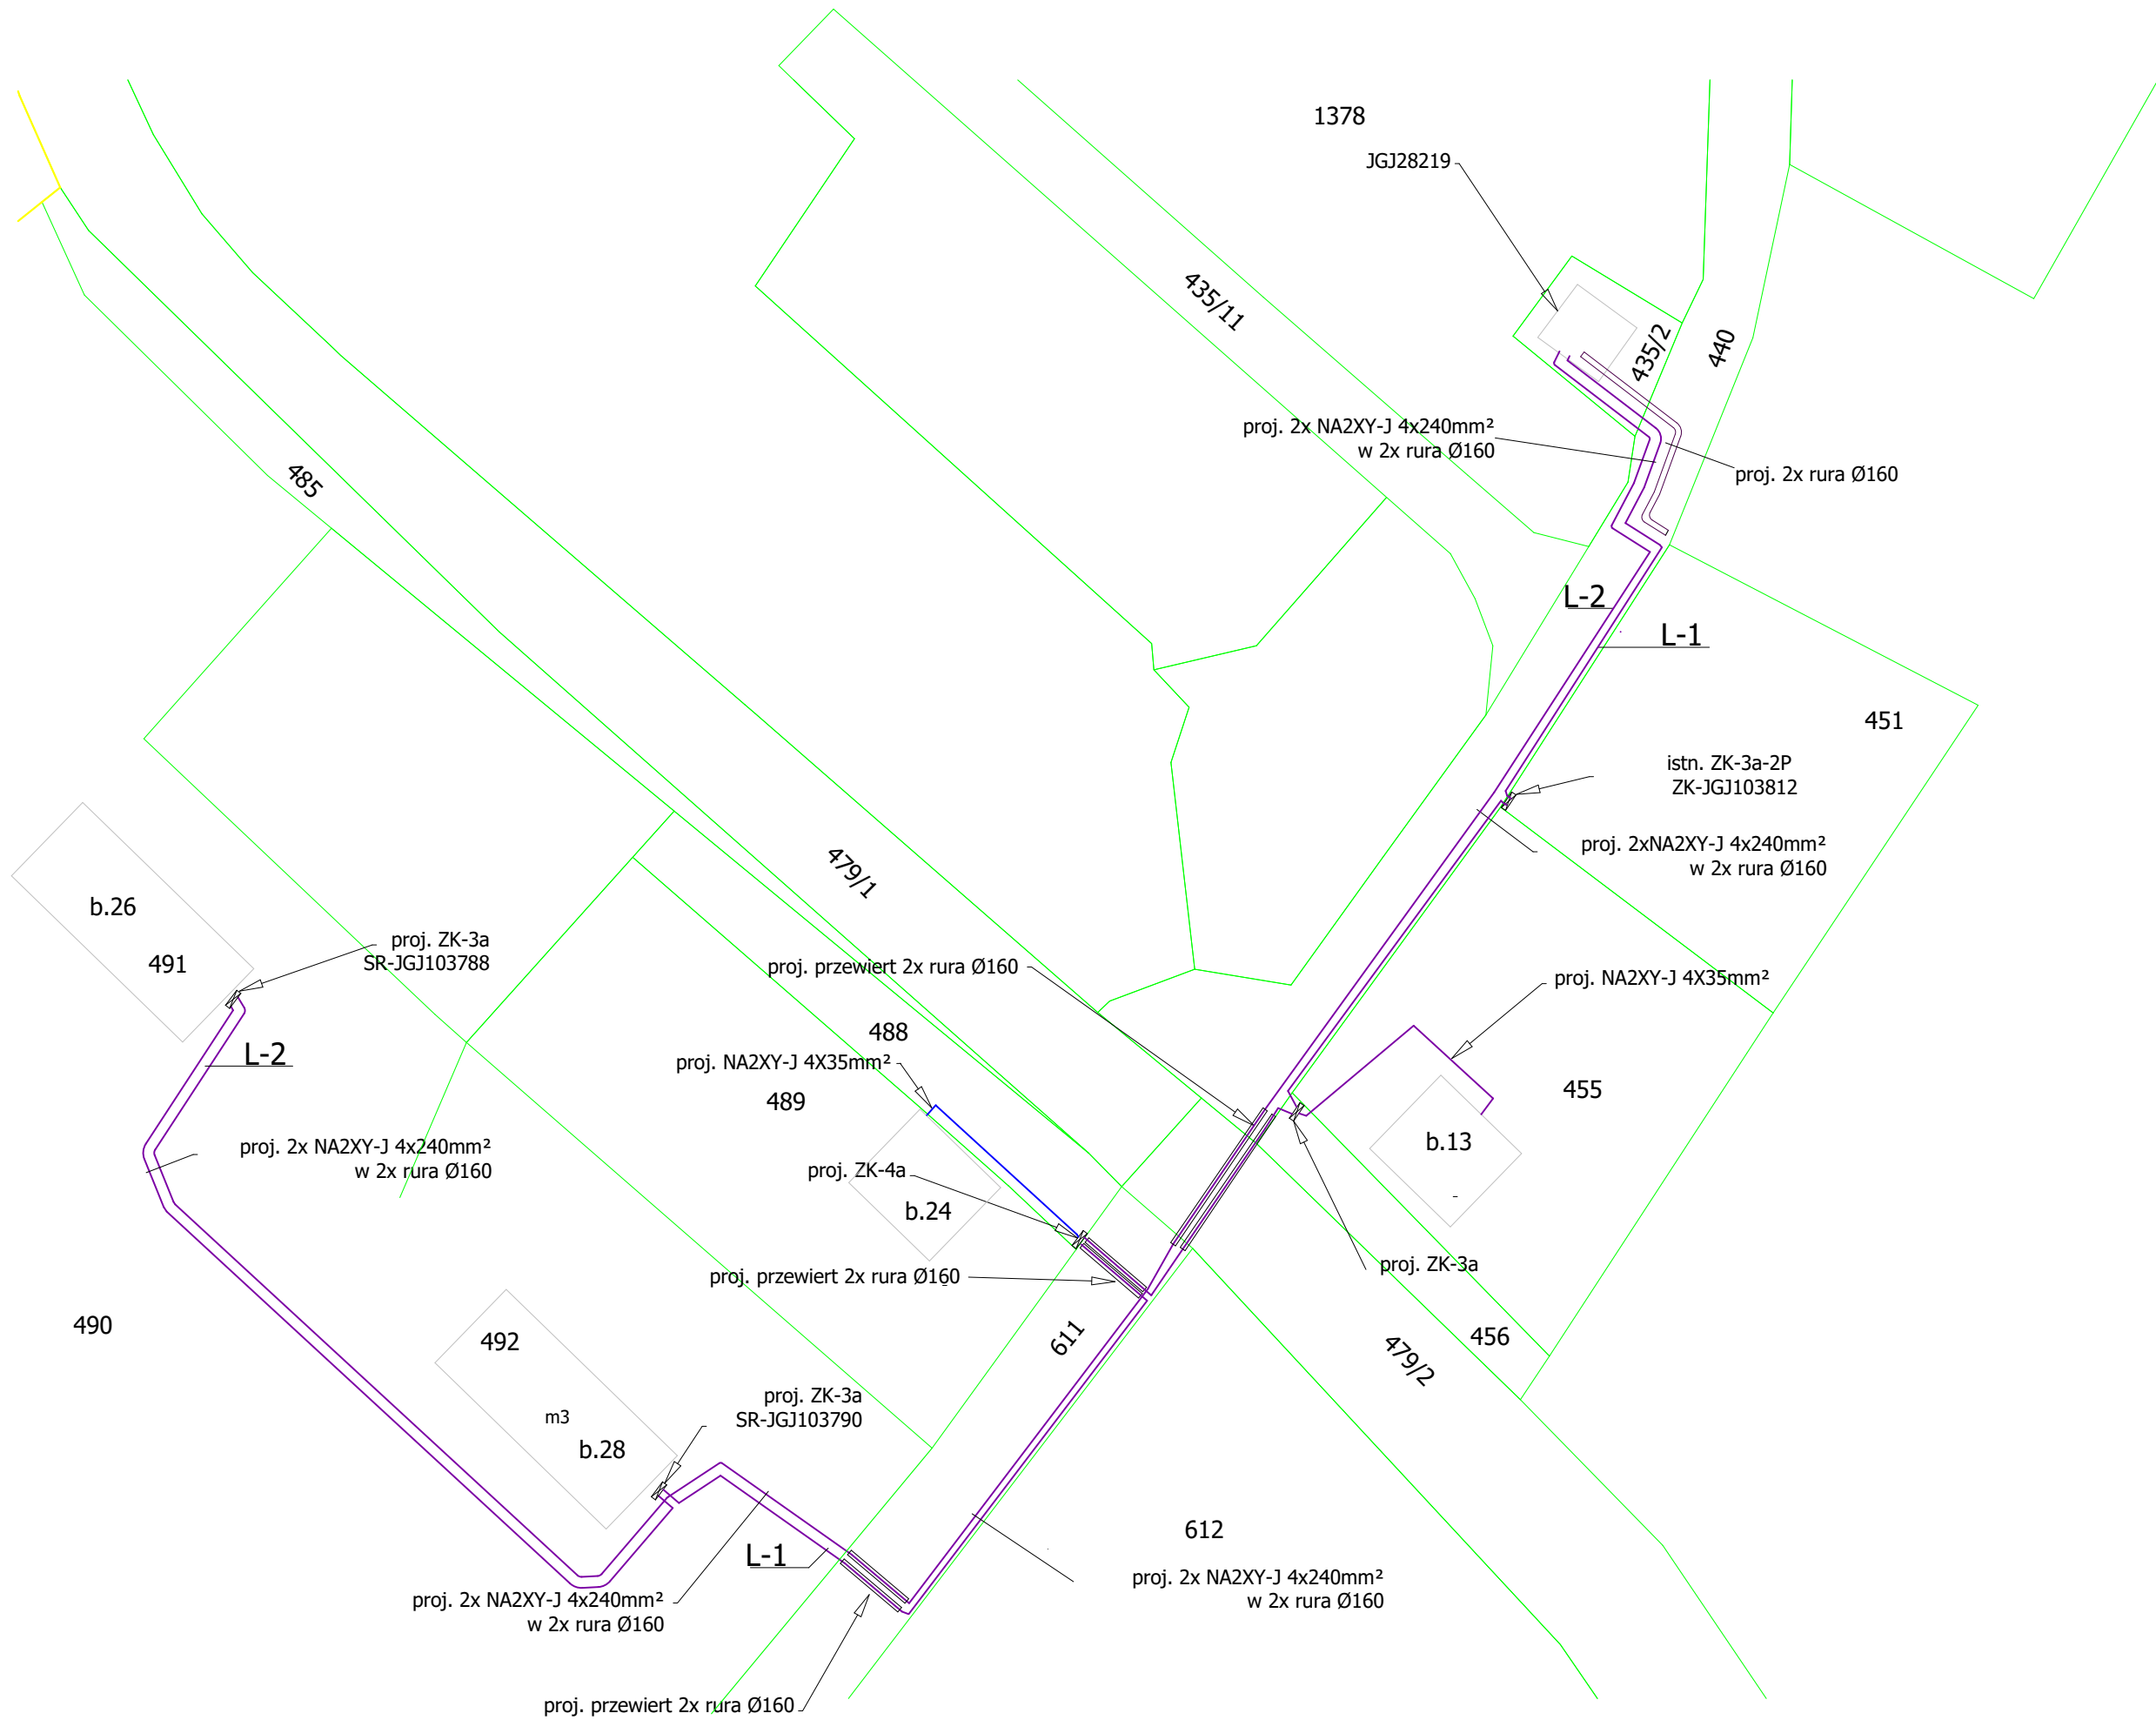 1378
JGJ28219
435/11
435/2
440
proj. 2x NA2XY-J 4x240mm²
w 2x rura Ø160
proj. 2x rura Ø160
485
L-2
L-1
451
istn. ZK-3a-2P
ZK-JGJ103812
proj. 2xNA2XY-J 4x240mm²
w 2x rura Ø160
479/1
b.26
491
proj. ZK-3a
SR-JGJ103788
proj. przewiert 2x rura Ø160
proj. NA2XY-J 4X35mm²
488
proj. NA2XY-J 4X35mm²
489
L-2
455
b.13
proj. 2x NA2XY-J 4x240mm²
w 2x rura Ø160
proj. ZK-4a
b.24
proj. ZK-3a
proj. przewiert 2x rura Ø160
490
492
611
456
479/2
proj. ZK-3a
SR-JGJ103790
m3
b.28
612
L-1
proj. 2x NA2XY-J 4x240mm²
w 2x rura Ø160
proj. 2x NA2XY-J 4x240mm²
w 2x rura Ø160
proj. przewiert 2x rura Ø160